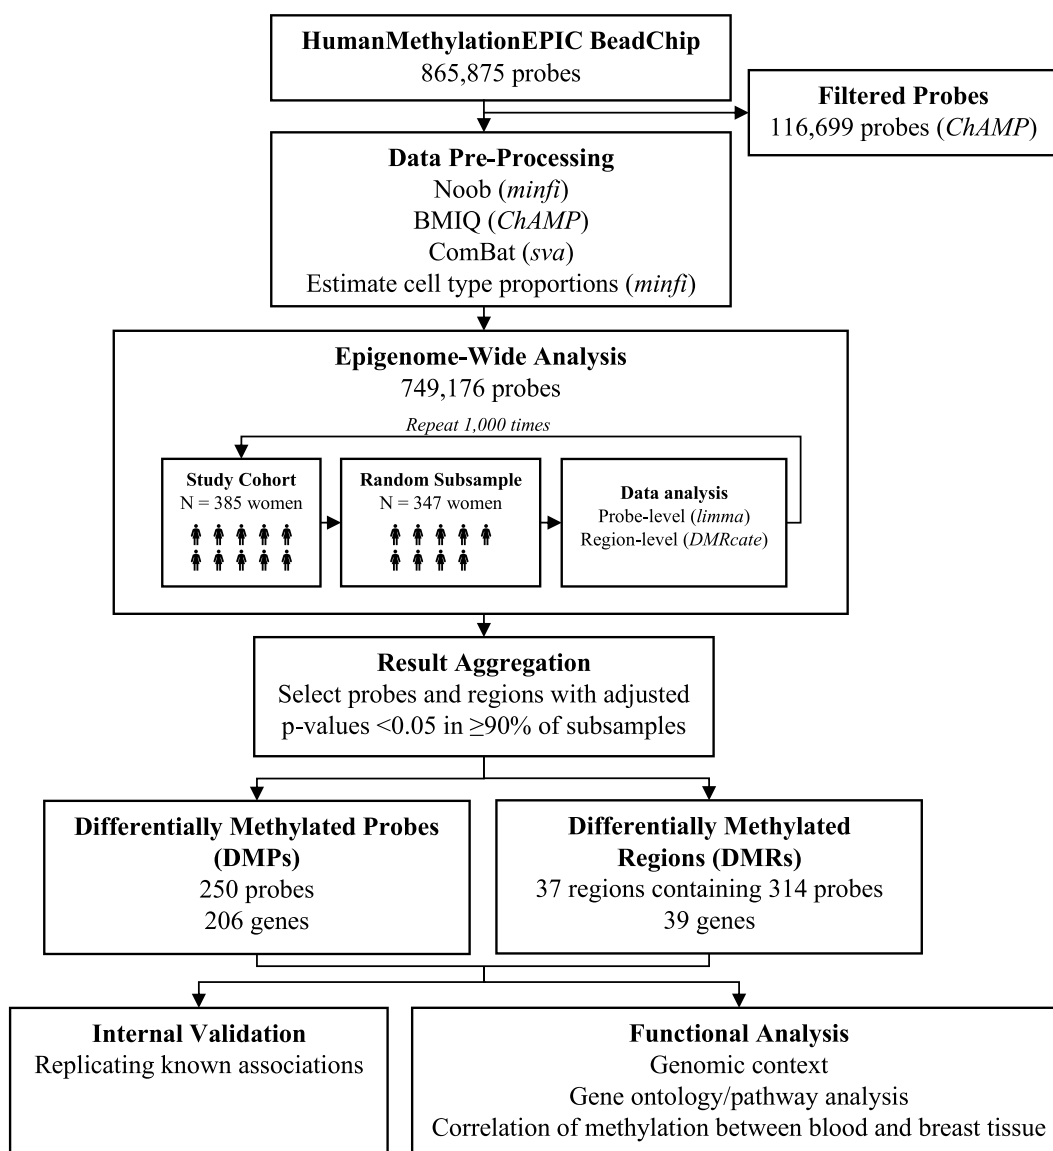 HumanMethylationEPIC BeadChip
865,875 probes
Filtered Probes
116,699 probes (ChAMP)
Data Pre-Processing
Noob (minfi)
BMIQ (ChAMP)
ComBat (sva)
Estimate cell type proportions (minfi)
Epigenome-Wide Analysis
749,176 probes
Repeat 1,000 times
Study Cohort
N = 385 women
Random Subsample
N = 347 women
Data analysis
Probe-level (limma)
Region-level (DMRcate)
Result Aggregation
Select probes and regions with adjusted
p-values <0.05 in ≥90% of subsamples
Differentially Methylated Probes
(DMPs)
250 probes
206 genes
Differentially Methylated
Regions (DMRs)
37 regions containing 314 probes
39 genes
Internal Validation
Replicating known associations
Functional Analysis
Genomic context
Gene ontology/pathway analysis
Correlation of methylation between blood and breast tissue